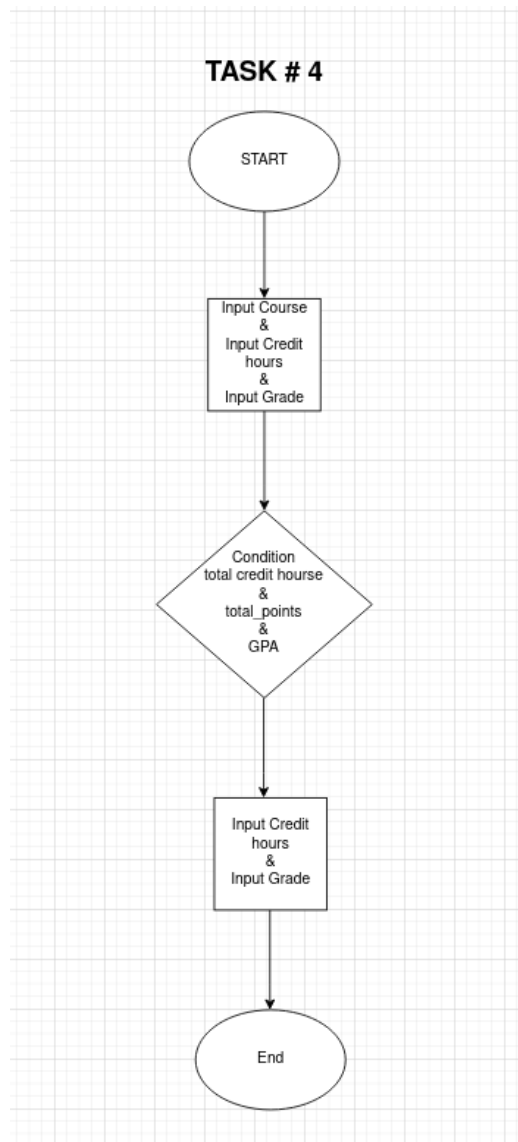 TASK # 4
START
Input Course
&
Input Credit
hours
&
Input Grade
Condition
total credit hourse
&
total_points
&
GPA
Input Credit
hours
&
Input Grade
End